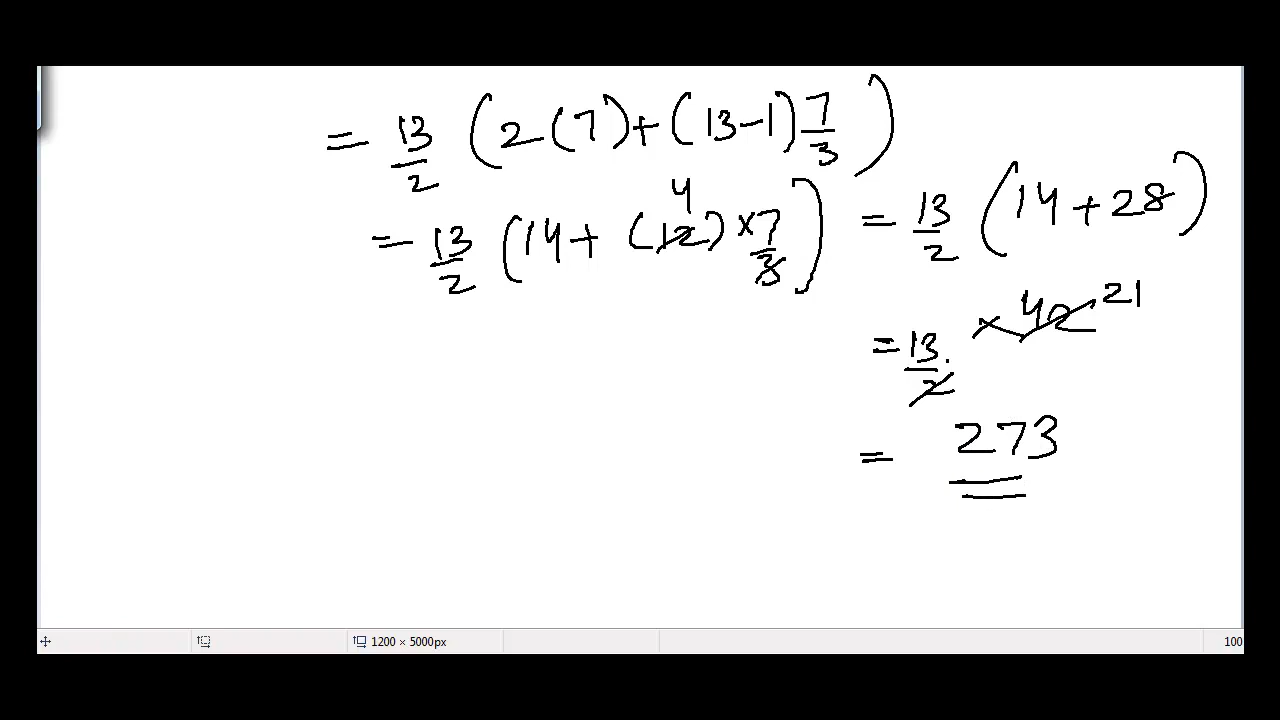 = 13/2 (2(7)+(13-1)7/3)
= 13/2 (14+(12)×7/3) 4
= 13/2 (14+28)
= 13/2 . × 42 21
= 273
1200 × 5000px
100